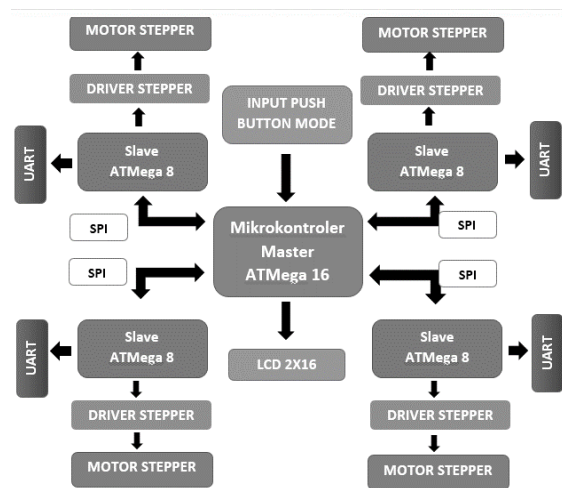 MOTOR STEPPER
MOTOR STEPPER
DRIVER STEPPER
DRIVER STEPPER
INPUT PUSH
BUTTON MODE
UART
Slave
ATMega 8
Slave
ATMega 8
UART
SPI
SPI
Mikrokontroler
Master
ATMega 16
SPI
SPI
UART
Slave
ATMega 8
LCD 2X16
Slave
ATMega 8
UART
DRIVER STEPPER
DRIVER STEPPER
MOTOR STEPPER
MOTOR STEPPER